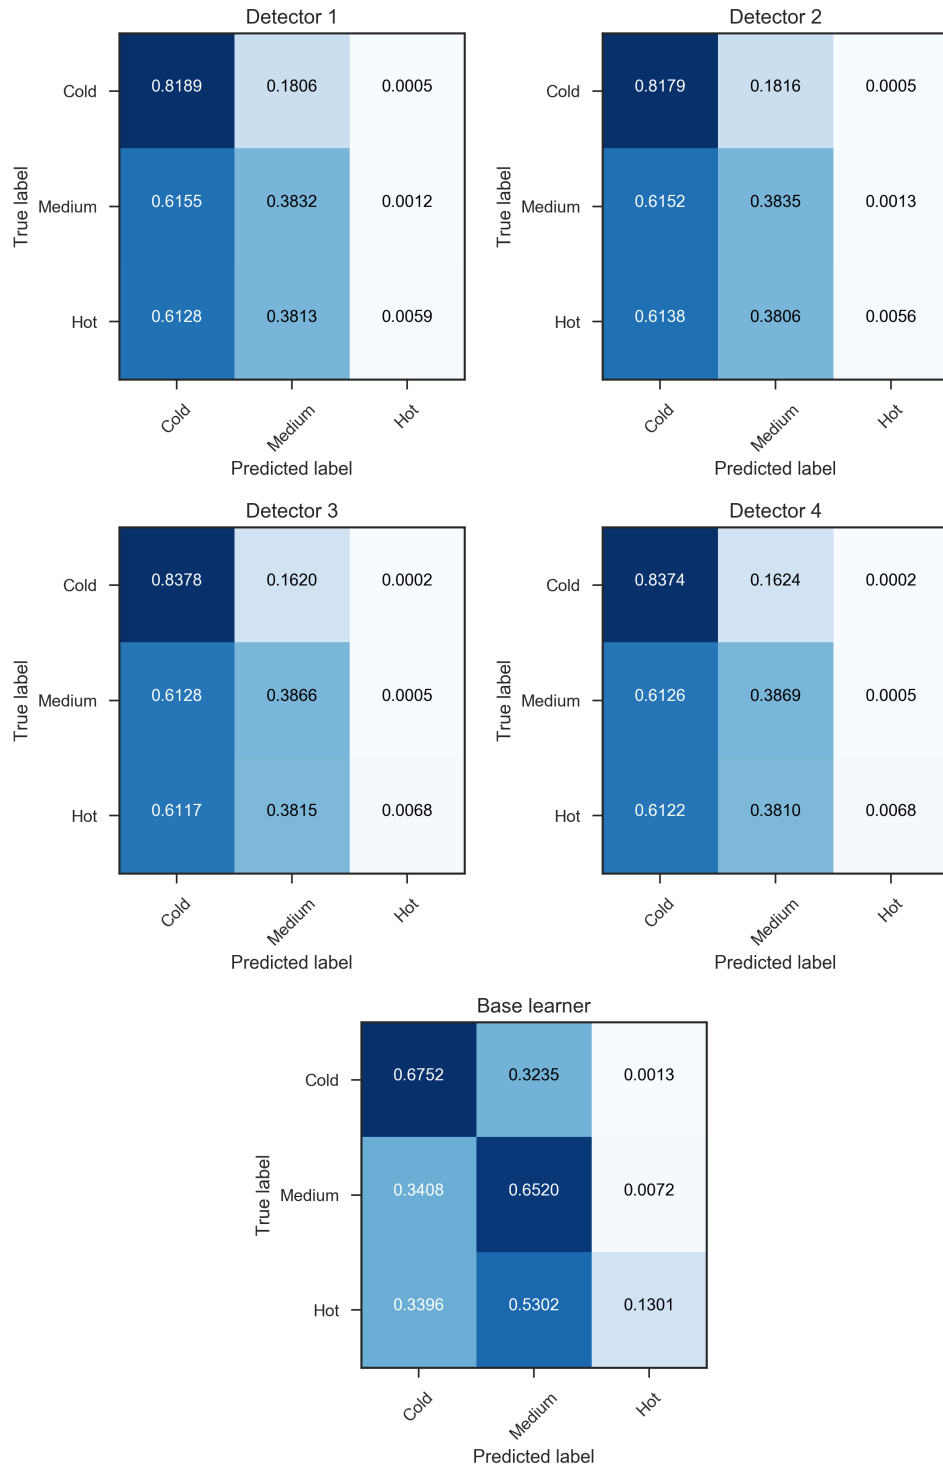 Detector 1
Cold 0.8189 0.1806 0.0005
Medium 0.6155 0.3832 0.0012
Hot 0.6128 0.3813 0.0059
True label
Cold Medium Hot
Predicted label
Detector 2
Cold 0.8179 0.1816 0.0005
Medium 0.6152 0.3835 0.0013
Hot 0.6138 0.3806 0.0056
True label
Cold Medium Hot
Predicted label
Detector 3
Cold 0.8378 0.1620 0.0002
Medium 0.6128 0.3866 0.0005
Hot 0.6117 0.3815 0.0068
True label
Cold Medium Hot
Predicted label
Detector 4
Cold 0.8374 0.1624 0.0002
Medium 0.6126 0.3869 0.0005
Hot 0.6122 0.3810 0.0068
True label
Cold Medium Hot
Predicted label
Base learner
Cold 0.6752 0.3235 0.0013
Medium 0.3408 0.6520 0.0072
Hot 0.3396 0.5302 0.1301
True label
Cold Medium Hot
Predicted label